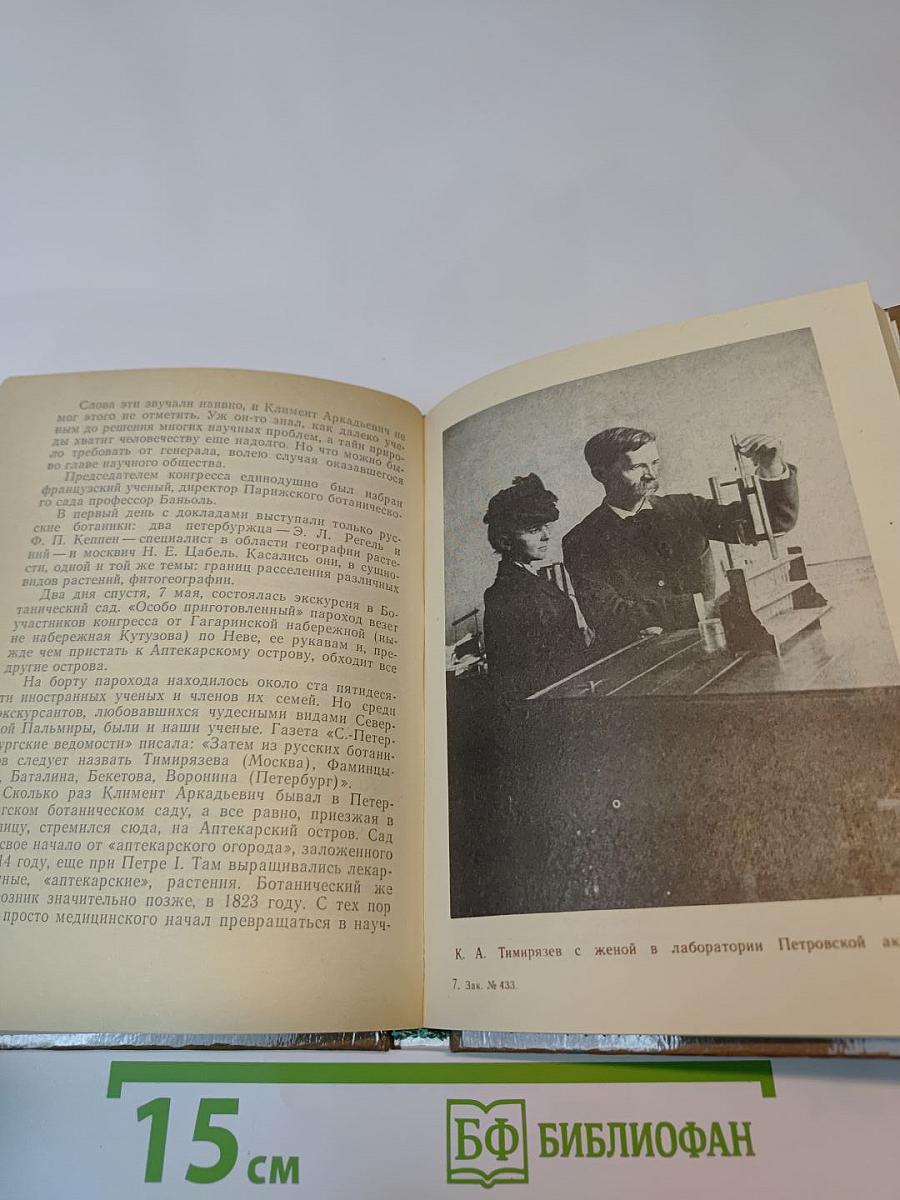 Слова эти звучали наивно, и Климент Аркадьевич не
мог этого не отметить. Уж он-то знал, как далеко уче-
ным до решения многих научных проблем, а тайн приро-
ды хватит человечеству еще надолго. Но что можно бы-
ло требовать от генерала, волею случая оказавшегося
во главе научного общества.
Председателем конгресса единодушно был избран
французский ученый, директор Парижского ботаническо-
го сада профессор Баньоль.
В первый день с докладами выступали только рус-
ские ботаники: два петербуржца — Э. Л. Регель и
Ф. П. Кеппен — специалист в области географии расте-
ний — и москвич Н. Е. Цабель. Касались они, в сущно-
сти, одной и той же темы: границ расселения различных
видов растений, фитогеографии.
Два дня спустя, 7 мая, состоялась экскурсия в Бо-
танический сад. «Особо приготовленный» пароход везет
участников конгресса от Гагаринской набережной (ны-
не набережная Кутузова) по Неве, ее рукавам и, пре-
жде чем пристать к Аптекарскому острову, обходит все
другие острова.
На борту парохода находилось около ста пятидеся-
ти иностранных ученых и членов их семей. Но среди
экскурсантов, любовавшихся чудесными видами Север-
ой Пальмиры, были и наши ученые. Газета «С.-Петер-
ургские ведомости» писала: «Затем из русских ботани-
ов следует назвать Тимирязева (Москва), Фаминцы-
, Баталина, Бекетова, Воронина (Петербург)».
Сколько раз Климент Аркадьевич бывал в Петер-
гском ботаническом саду, а все равно, приезжая в
лицу, стремился сюда, на Аптекарский остров. Сад
свое начало от «аптекарского огорода», заложенного
14 году, еще при Петре I. Там выращивались лекар-
нные, «аптекарские», растения. Ботанический же
озник значительно позже, в 1823 году. С тех пор
просто медицинского начал превращаться в науч-
К. А. Тимирязев с женой в лаборатории Петровской ак
7. Зак. № 433.
15 см
БФ БИБЛИОФАН